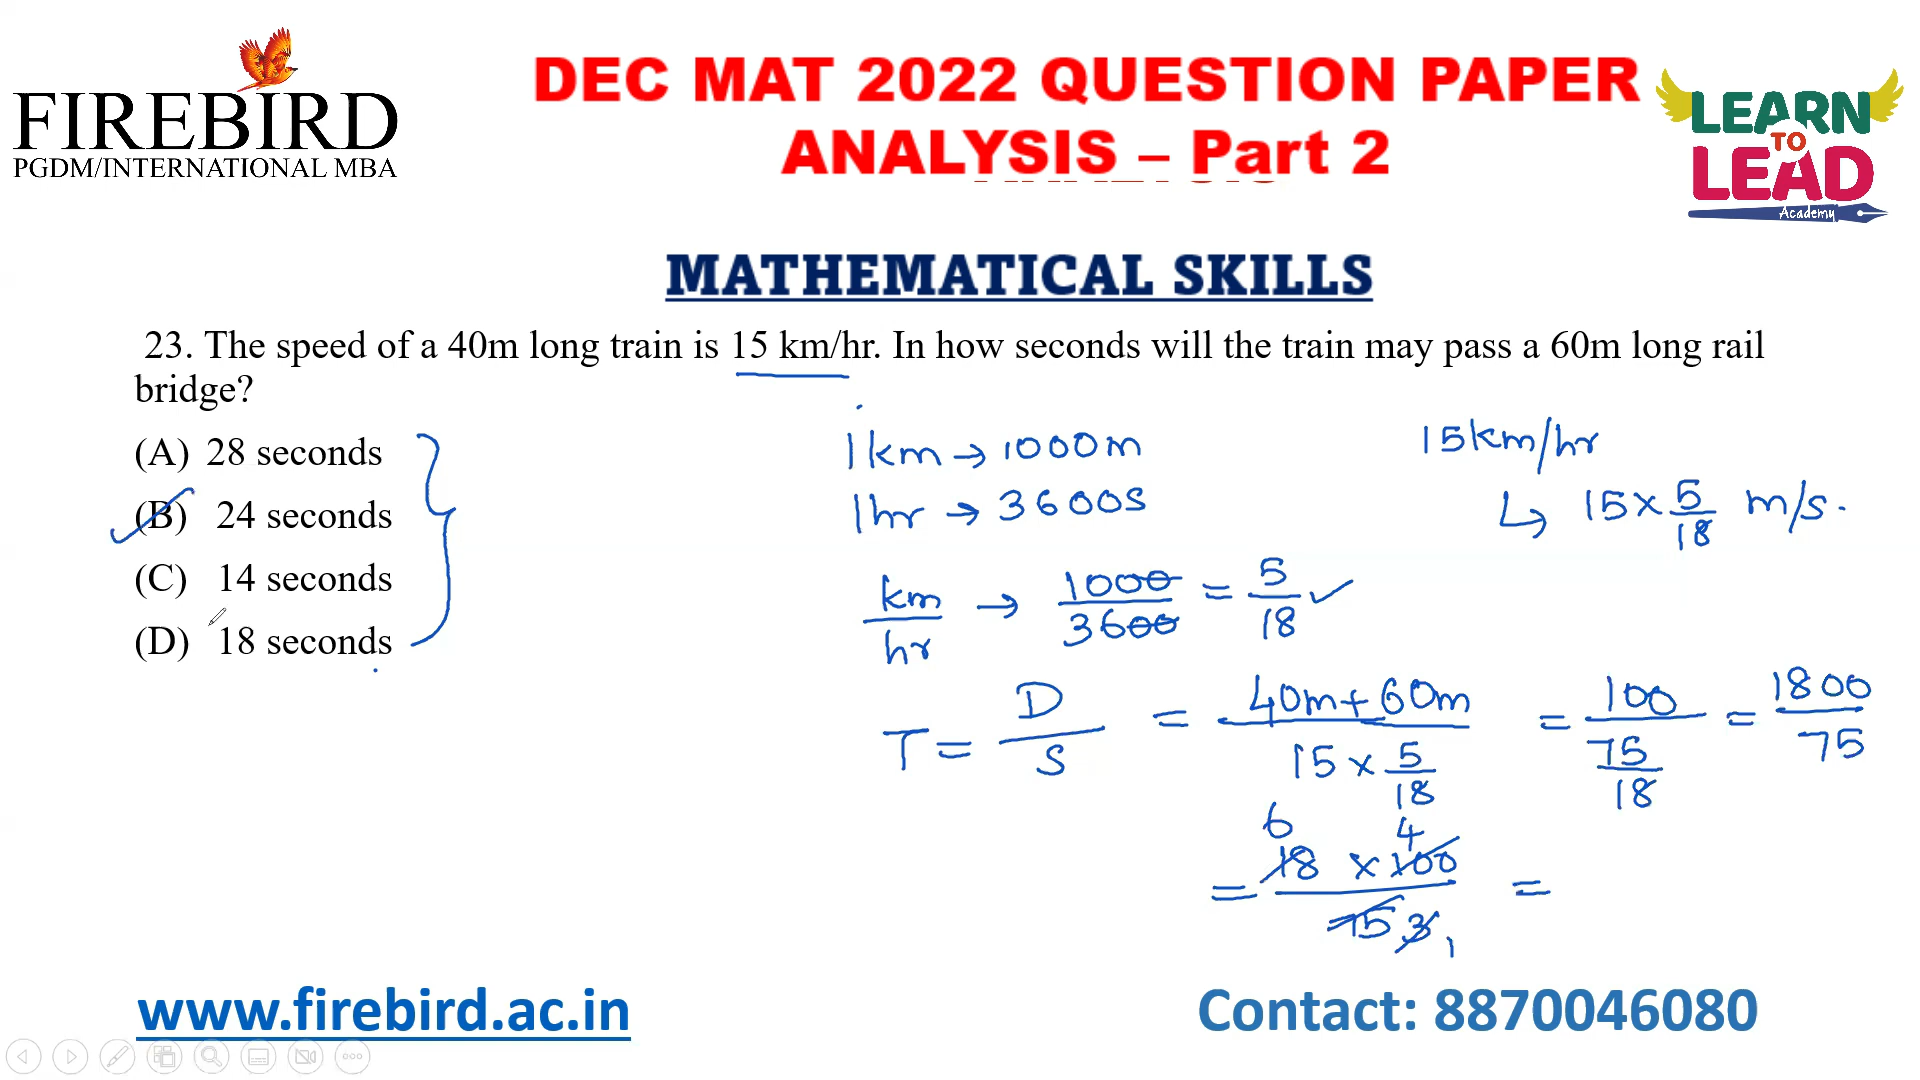 FIREBIRD
PGDM/INTERNATIONAL MBA
DEC MAT 2022 QUESTION PAPER
ANALYSIS – Part 2
LEARN
TO
LEAD
Academy
MATHEMATICAL SKILLS
23. The speed of a 40m long train is 15 km/hr. In how seconds will the train may pass a 60m long rail
bridge?
(A) 28 seconds
(B) 24 seconds
(C) 14 seconds
(D) 18 seconds
1km → 1000m
1hr → 3600s
km/hr → 1000/3600 = 5/18 ✓
15km/hr
↳ 15 × 5/18 m/s.
T = D/S = 40m+60m / 15 × 5/18 = 100 / 75/18 = 1800/75
6 4
= 18 × 100 / 75 3 1 =
www.firebird.ac.in
Contact: 8870046080